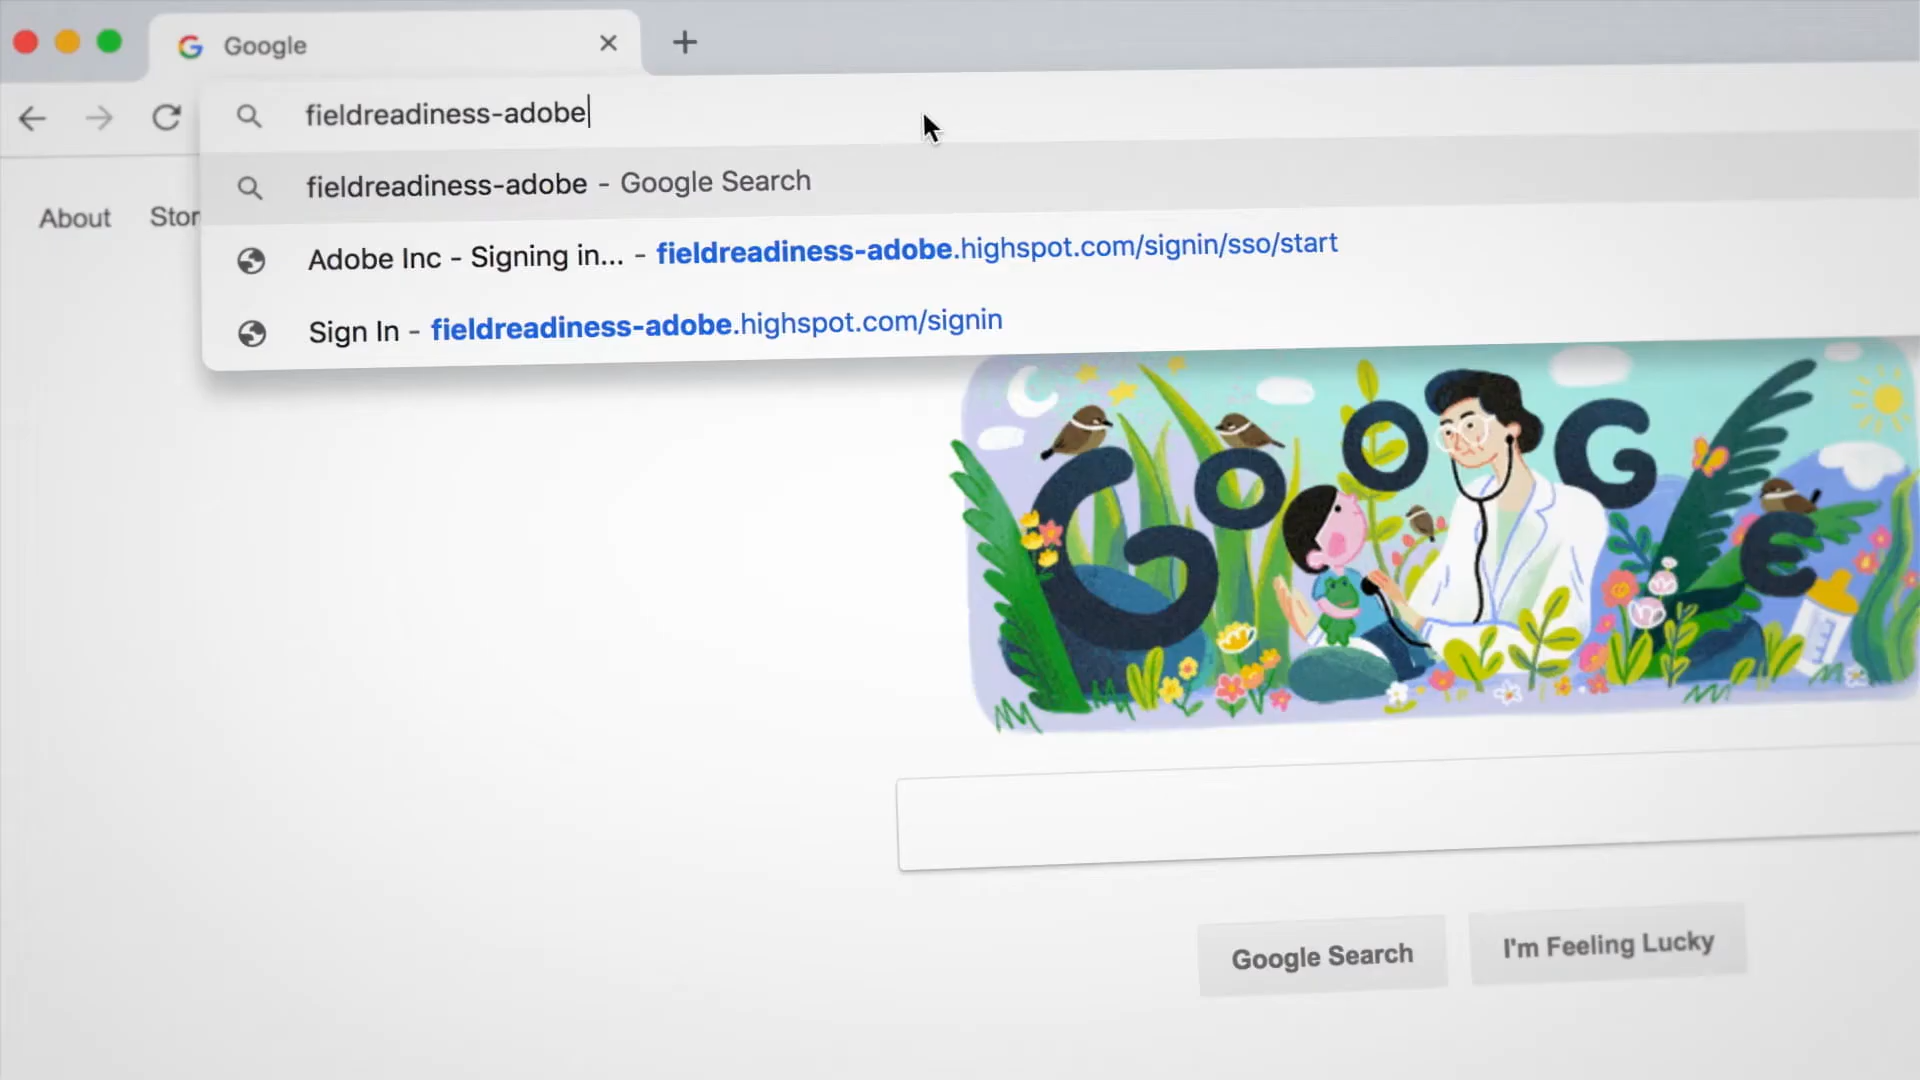 Google
fieldreadiness-adobe
fieldreadiness-adobe - Google Search
About
Adobe Inc - Signing in... - fieldreadiness-adobe.highspot.com/signin/sso/start
Sign In - fieldreadiness-adobe.highspot.com/signin
GOOGE
Google Search
I'm Feeling Lucky